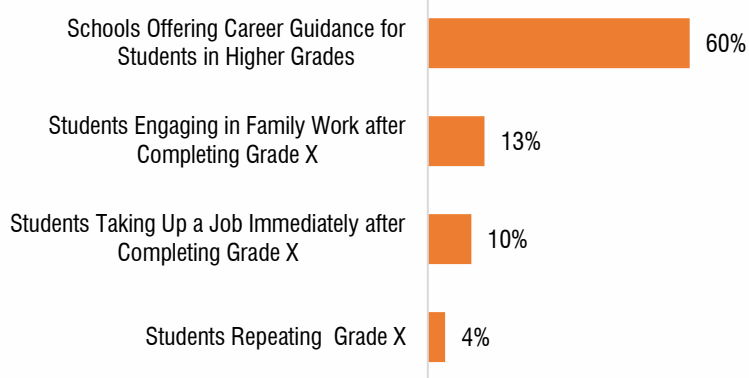 Schools Offering Career Guidance for
Students in Higher Grades
60%
Students Engaging in Family Work after
Completing Grade X
13%
Students Taking Up a Job Immediately after
Completing Grade X
10%
Students Repeating  Grade X
4%